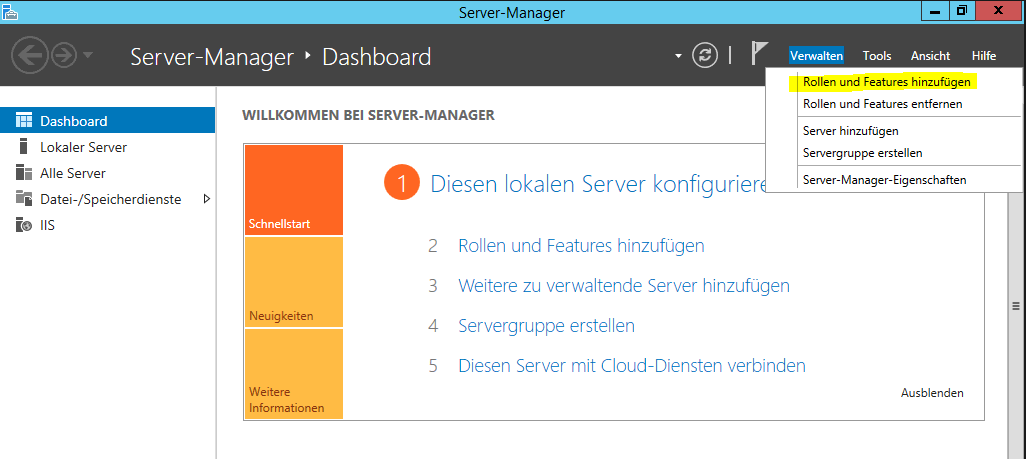 Server-Manager
Server-Manager ‣ Dashboard
Verwalten Tools Ansicht Hilfe
Rollen und Features hinzufügen
Rollen und Features entfernen
Server hinzufügen
Servergruppe erstellen
Server-Manager-Eigenschaften
Dashboard
Lokaler Server
Alle Server
Datei-/Speicherdienste
IIS
WILLKOMMEN BEI SERVER-MANAGER
Schnellstart
Neuigkeiten
Weitere
Informationen
1 Diesen lokalen Server konfiguriere
2 Rollen und Features hinzufügen
3 Weitere zu verwaltende Server hinzufügen
4 Servergruppe erstellen
5 Diesen Server mit Cloud-Diensten verbinden
Ausblenden